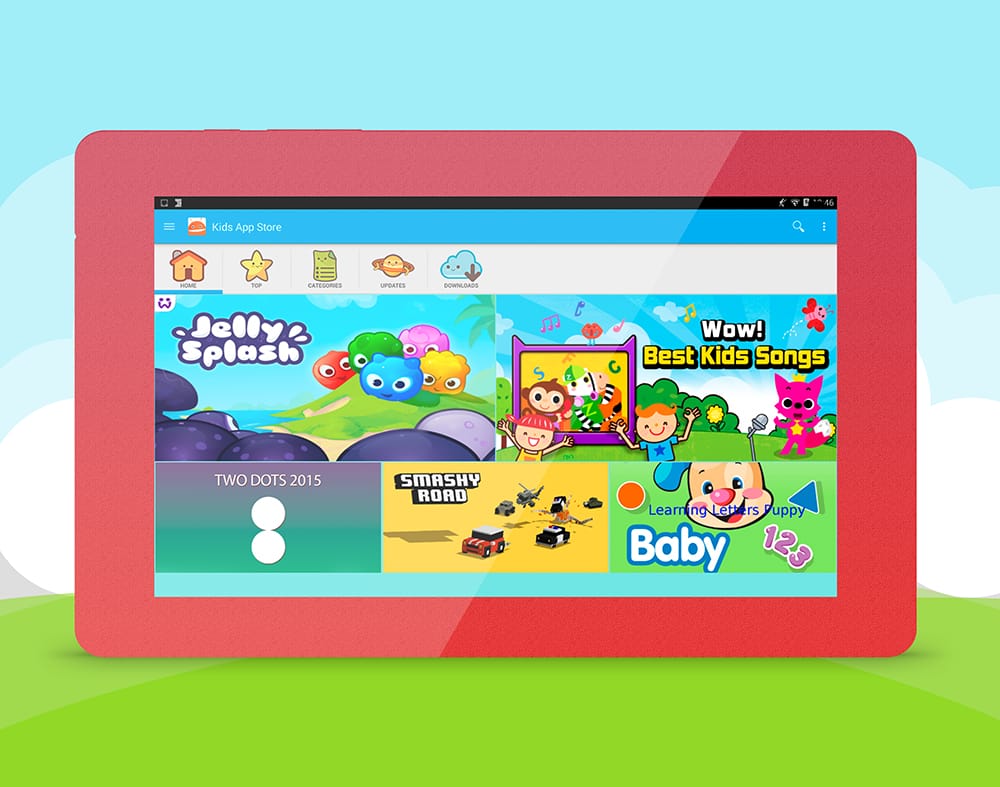 Kids App Store
HOME
TOP
CATEGORIES
UPDATES
DOWNLOADS
Jelly
Splash
Wow!
Best Kids Songs
S
G
TWO DOTS 2015
SMASHY
ROAD
Learning Letters Puppy
Baby
123